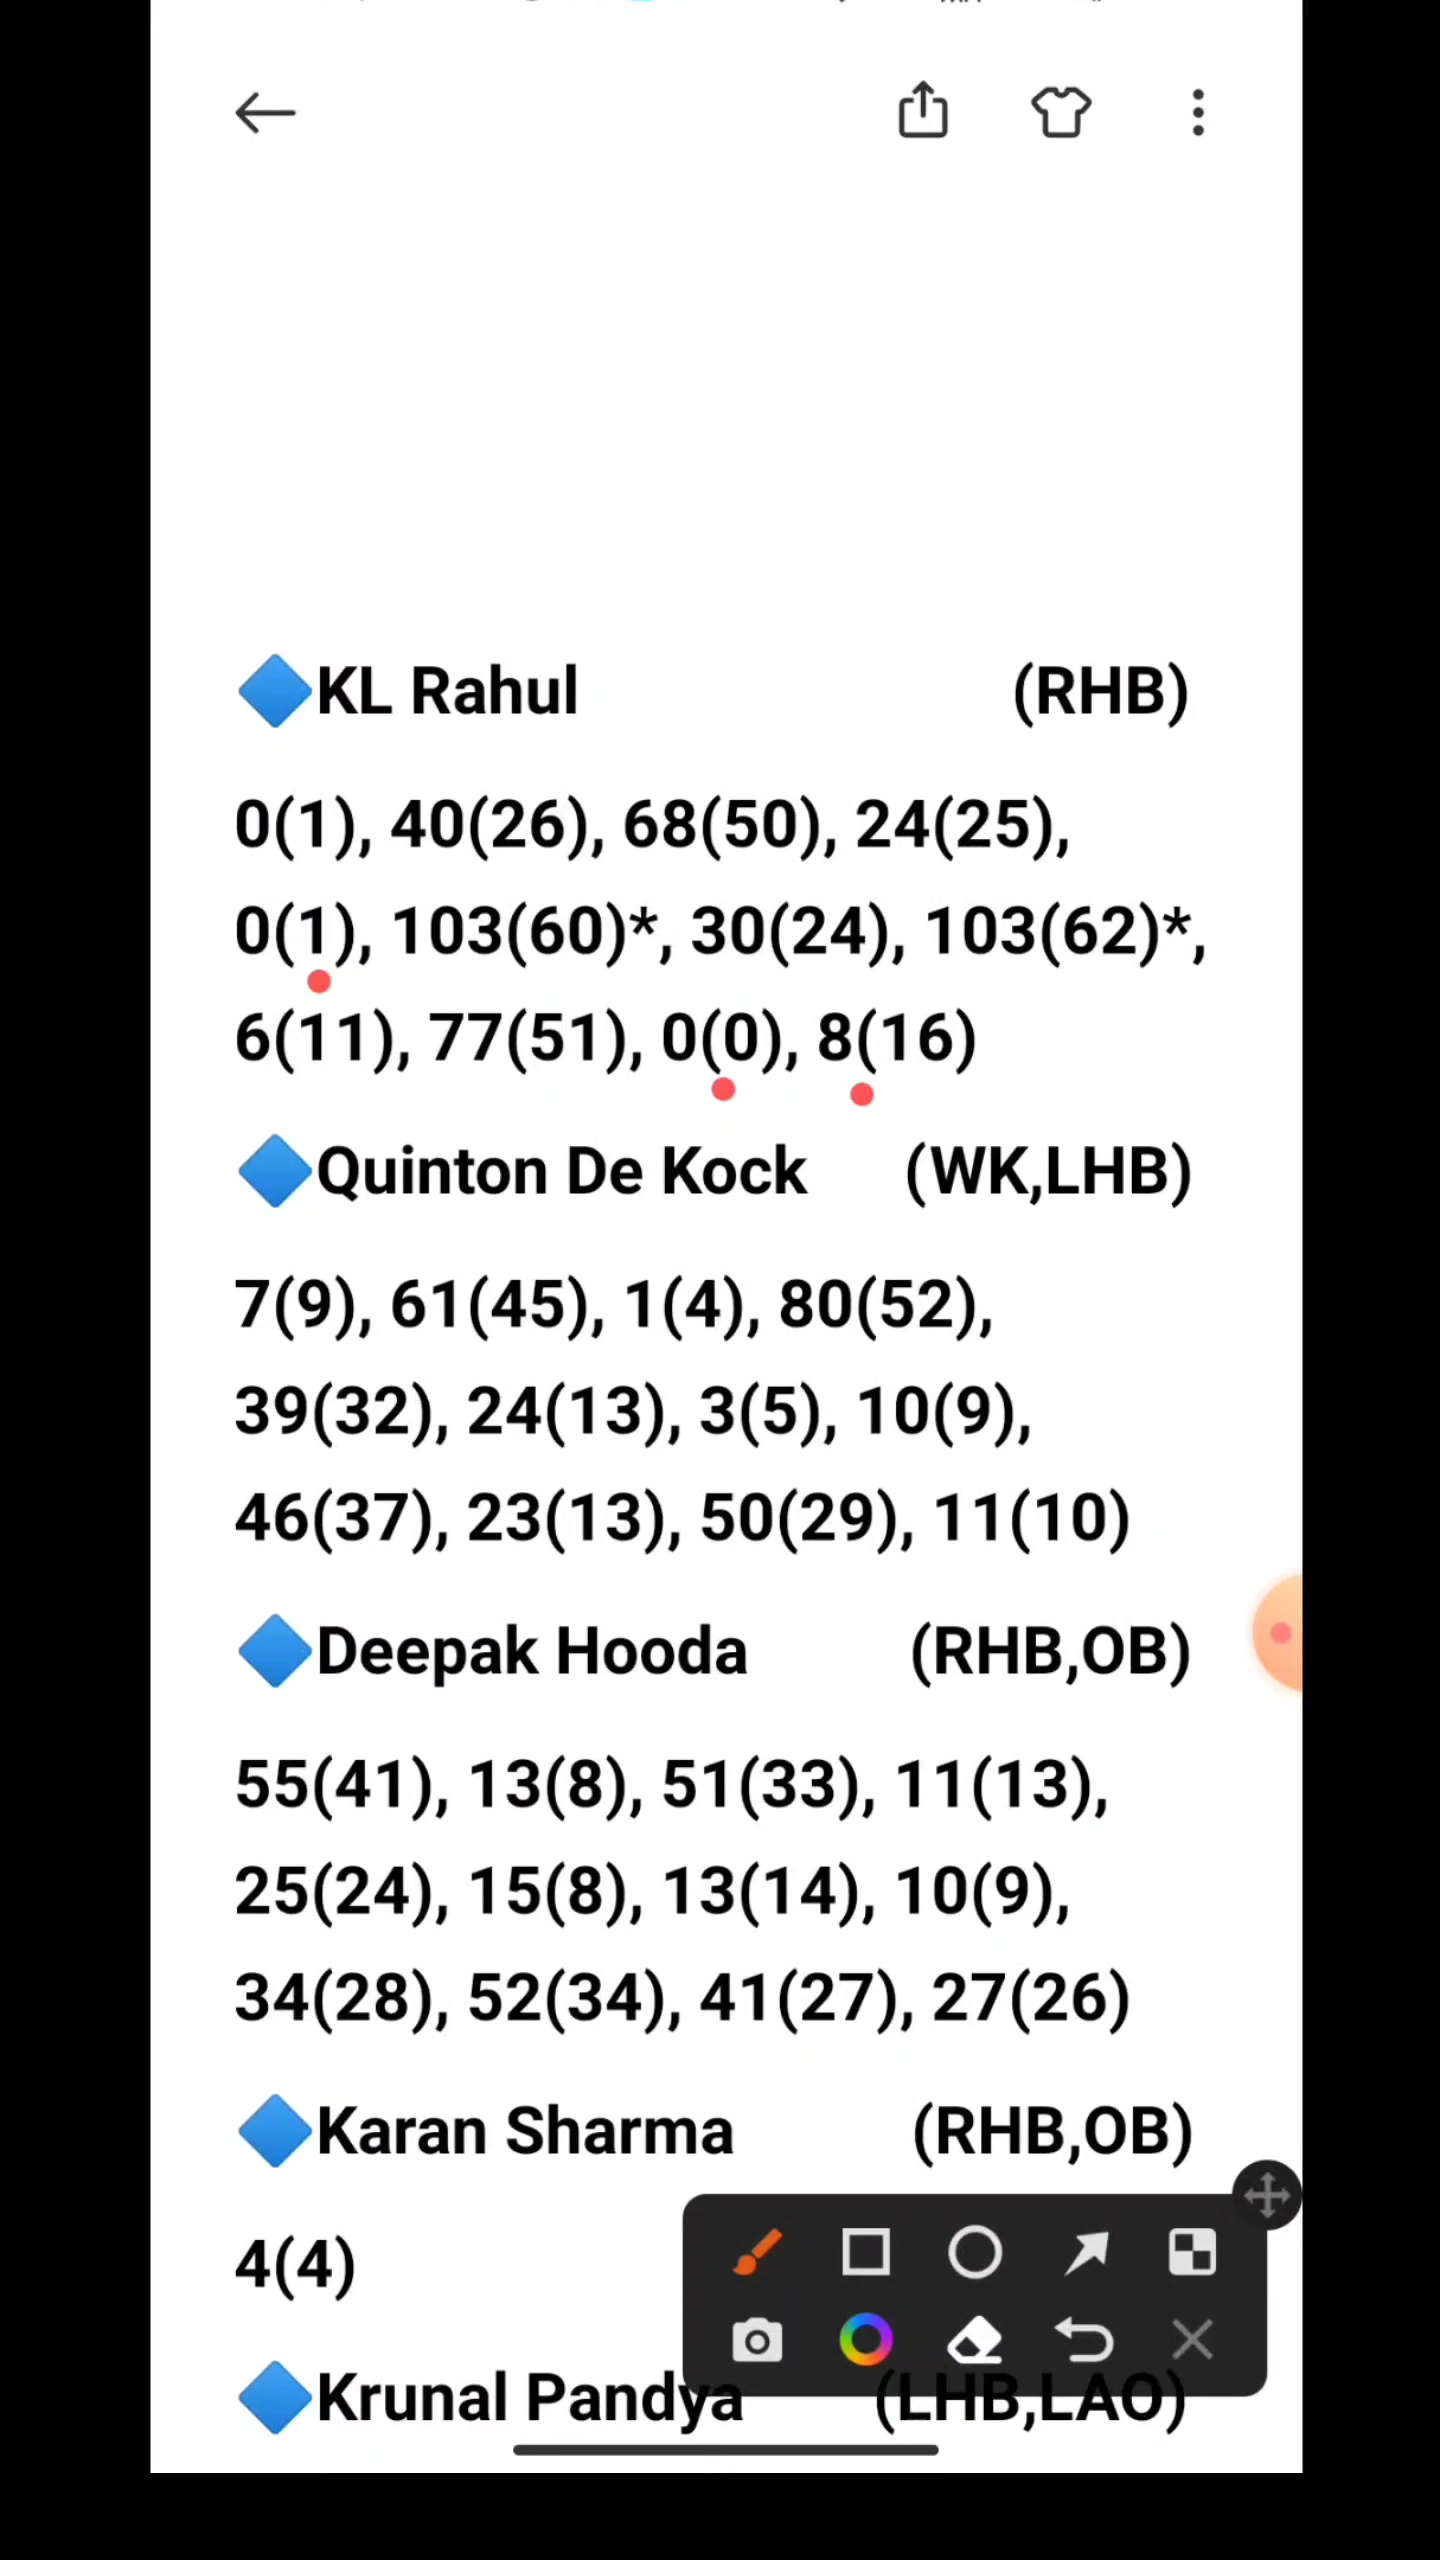 🔷KL Rahul (RHB)
0(1), 40(26), 68(50), 24(25),
0(1), 103(60)*, 30(24), 103(62)*,
6(11), 77(51), 0(0), 8(16)
🔷Quinton De Kock (WK,LHB)
7(9), 61(45), 1(4), 80(52),
39(32), 24(13), 3(5), 10(9),
46(37), 23(13), 50(29), 11(10)
🔷Deepak Hooda (RHB,OB)
55(41), 13(8), 51(33), 11(13),
25(24), 15(8), 13(14), 10(9),
34(28), 52(34), 41(27), 27(26)
🔷Karan Sharma (RHB,OB)
4(4)
🔷Krunal Pandya (LHB,LAO)